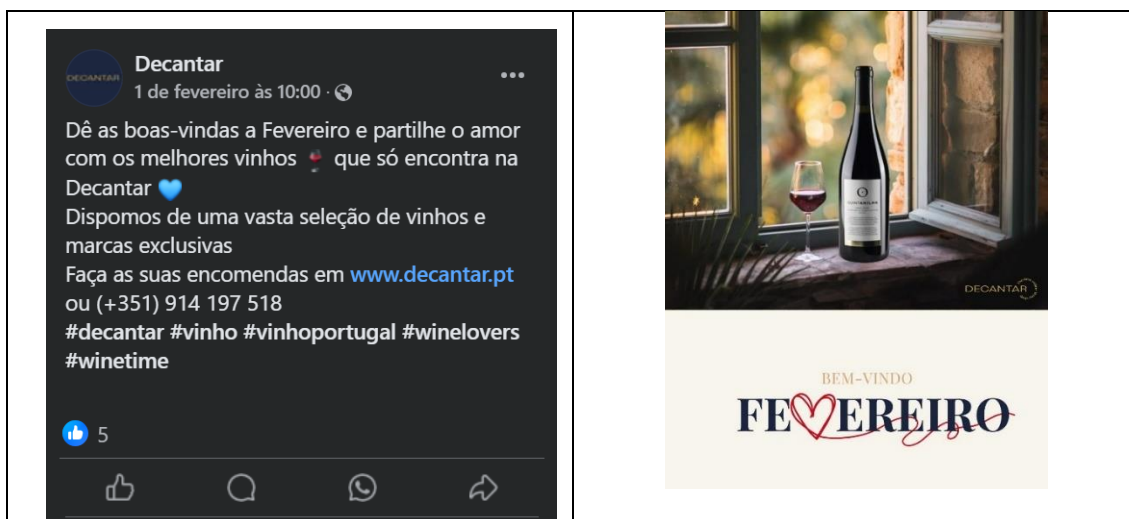 DECANTAR
Decantar
1 de fevereiro às 10:00 ·
Dê as boas-vindas a Fevereiro e partilhe o amor
com os melhores vinhos 🍷 que só encontra na
Decantar 💙
Dispomos de uma vasta seleção de vinhos e
marcas exclusivas
Faça as suas encomendas em www.decantar.pt
ou (+351) 914 197 518
#decantar #vinho #vinhoportugal #winelovers
#winetime
5
DECANTAR
BEM-VINDO
FEVEREIRO